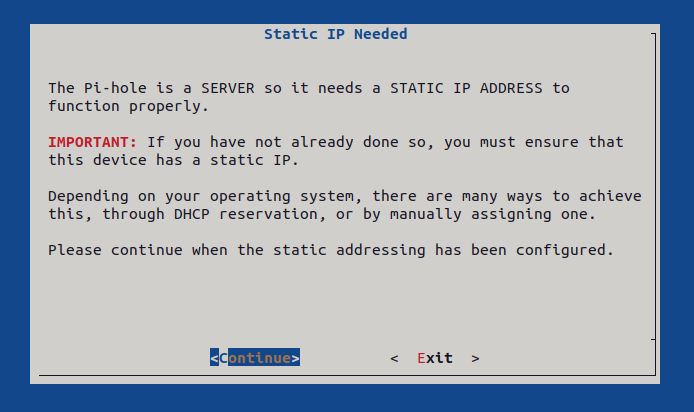 Static IP Needed
The Pi-hole is a SERVER so it needs a STATIC IP ADDRESS to
function properly.
IMPORTANT: If you have not already done so, you must ensure that
this device has a static IP.
Depending on your operating system, there are many ways to achieve
this, through DHCP reservation, or by manually assigning one.
Please continue when the static addressing has been configured.
<Continue> < Exit >